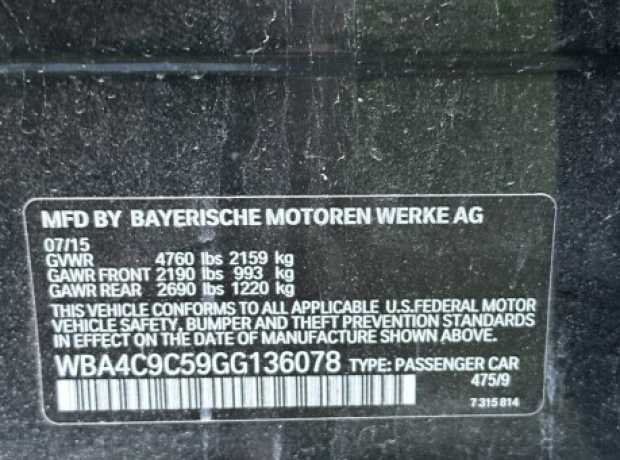 MFD BY BAYERISCHE MOTOREN WERKE AG
07/15
GVWR 4760 lbs 2159 kg
GAWR FRONT 2190 lbs 993 kg
GAWR REAR 2690 lbs 1220 kg
THIS VEHICLE CONFORMS TO ALL APPLICABLE U.S.FEDERAL MOTOR
VEHICLE SAFETY, BUMPER AND THEFT PREVENTION STANDARDS
IN EFFECT ON THE DATE OF MANUFACTURE SHOWN ABOVE.
WBA4C9C59GG136078 TYPE: PASSENGER CAR
475/9
7 315 814